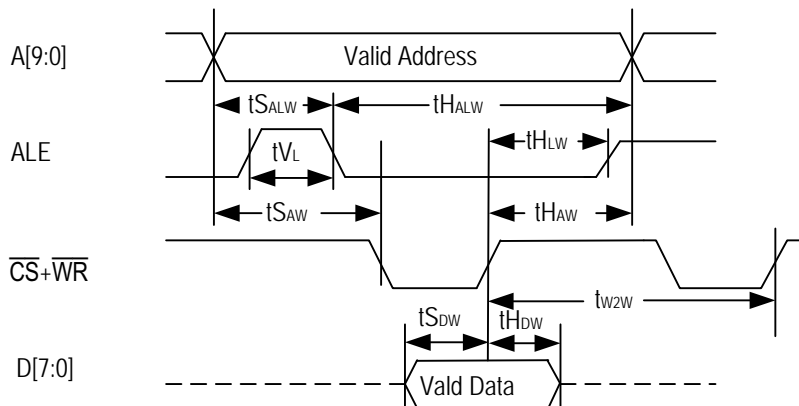 A[9:0]
Valid Address
tSALW
tHALW
ALE
tVL
tHLW
tSAW
tHAW
CS+WR
tW2W
tSDW
tHDW
D[7:0]
Vald Data